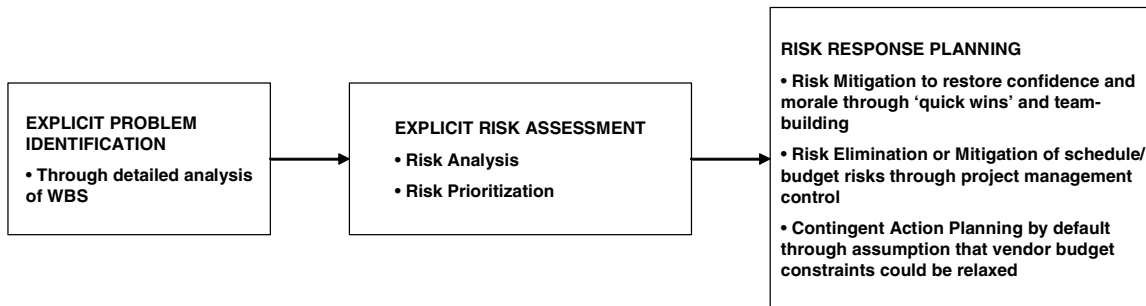 EXPLICIT PROBLEM
IDENTIFICATION
• Through detailed analysis
of WBS
EXPLICIT RISK ASSESSMENT
• Risk Analysis
• Risk Prioritization
RISK RESPONSE PLANNING
• Risk Mitigation to restore confidence and
morale through ‘quick wins’ and team-
building
• Risk Elimination or Mitigation of schedule/
budget risks through project management
control
• Contingent Action Planning by default
through assumption that vendor budget
constraints could be relaxed